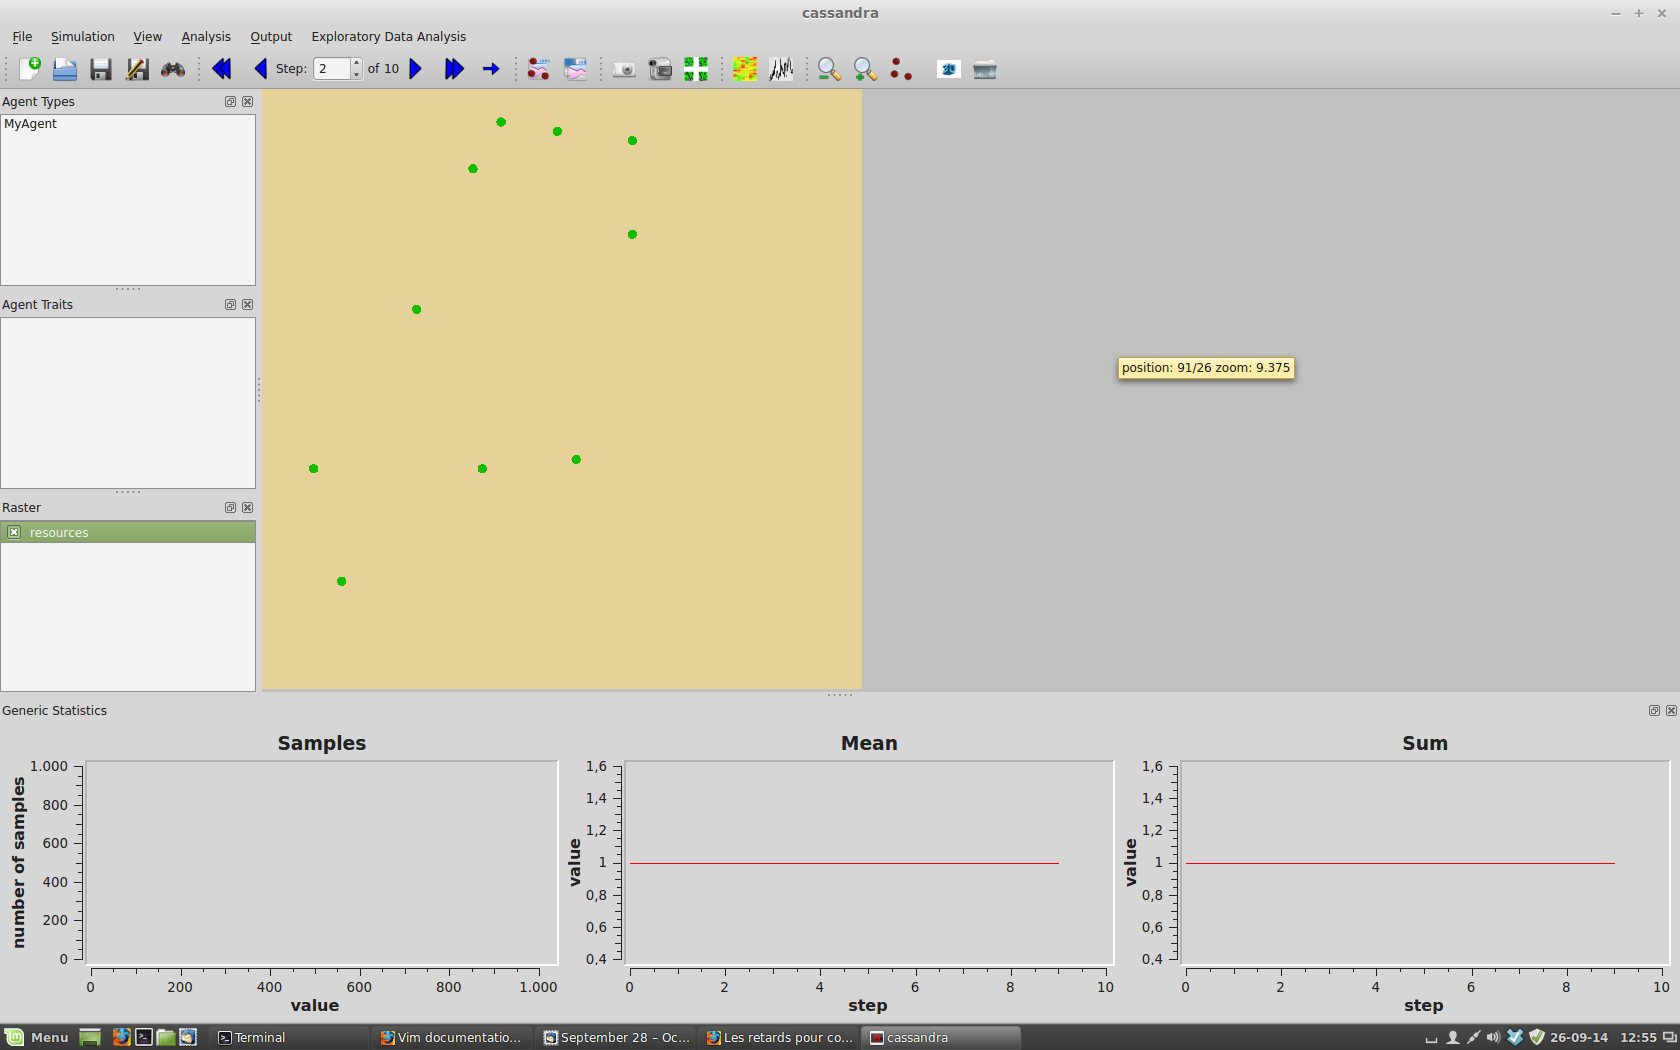 cassandra
File Simulation View Analysis Output Exploratory Data Analysis
Step: 2 of 10
Agent Types
MyAgent
Agent Traits
Raster
resources
position: 91/26 zoom: 9.375
Generic Statistics
Samples
1.000
800
600
400
200
0
number of samples
0 200 400 600 800 1.000
value
Mean
1,6
1,4
1,2
1
0,8
0,6
0,4
value
0 2 4 6 8 10
step
Sum
1,6
1,4
1,2
1
0,8
0,6
0,4
value
0 2 4 6 8 10
step
Menu Terminal Vim documentatio... September 28 – Oc... Les retards pour co... cassandra 26-09-14 12:55